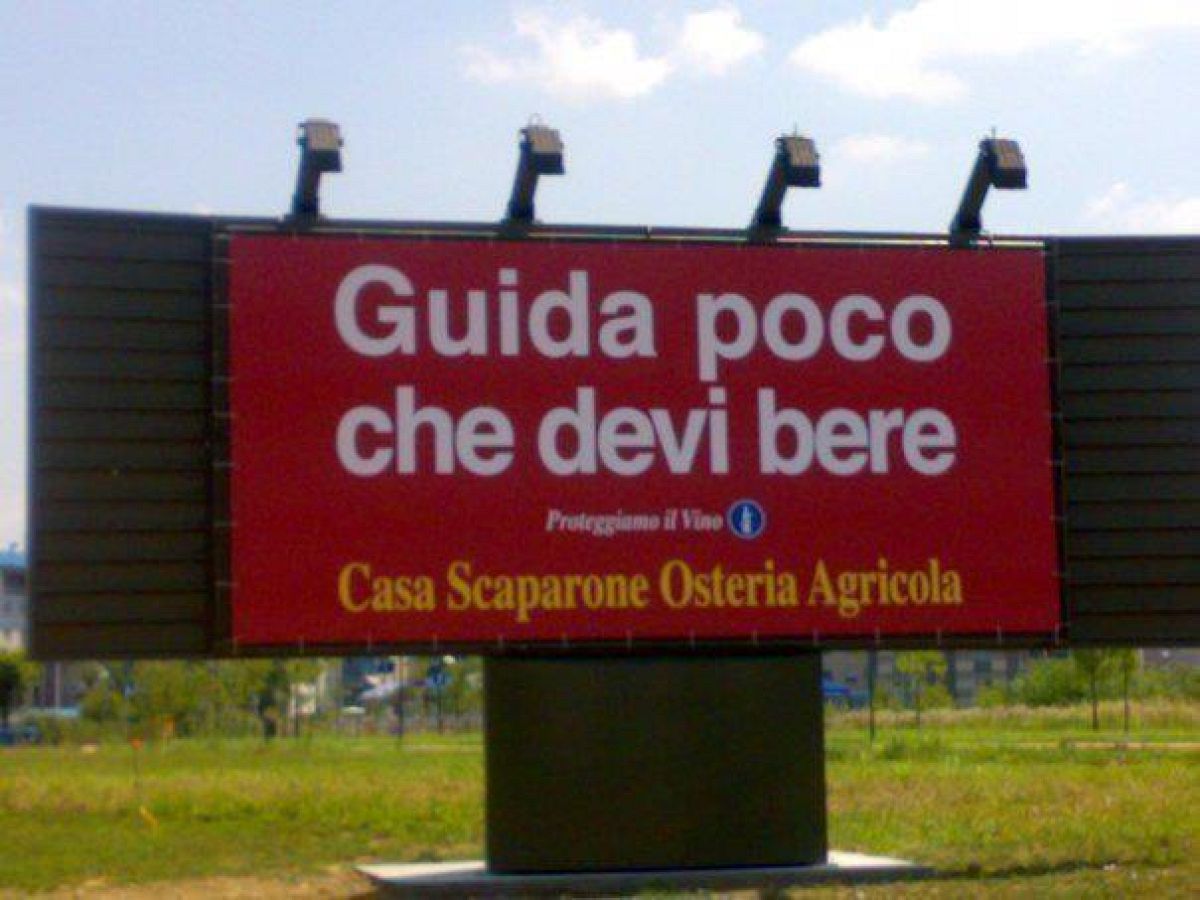 Guida poco
che devi bere
Proteggiamo il Vino
Casa Scaparone Osteria Agricola